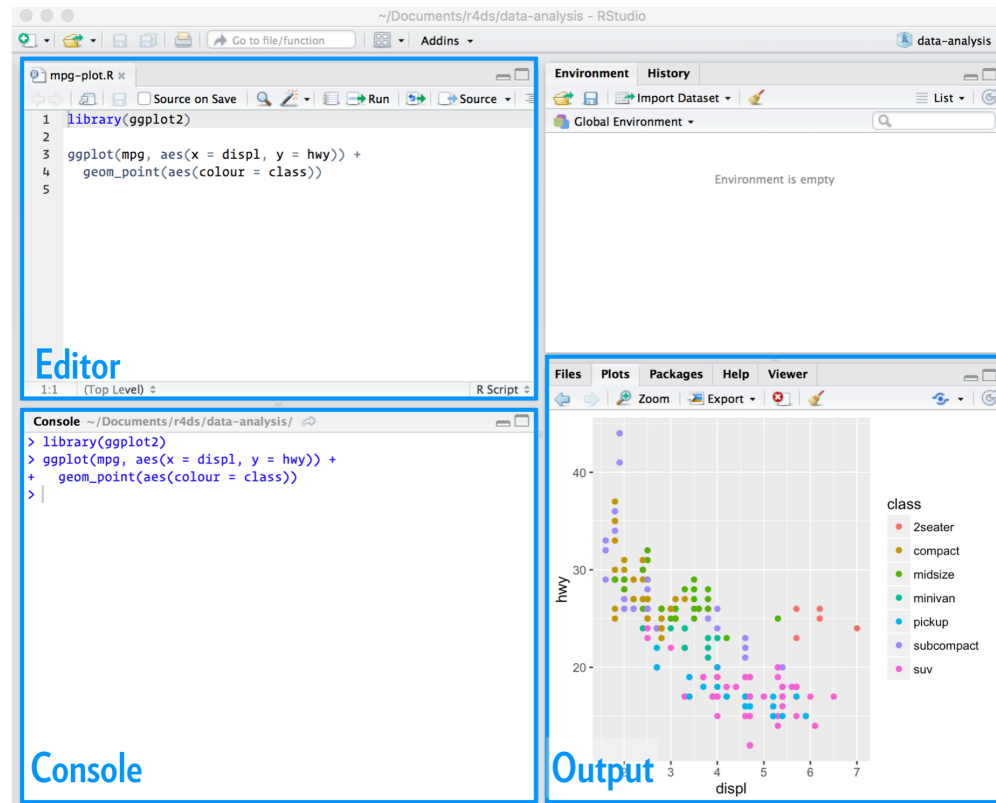 ~/Documents/r4ds/data-analysis - RStudio
Go to file/function
Addins
data-analysis
mpg-plot.R
Source on Save
Run
Source
1 library(ggplot2)
2
3 ggplot(mpg, aes(x = displ, y = hwy)) +
4   geom_point(aes(colour = class))
5
Editor
1:1 (Top Level)
R Script
Console ~/Documents/r4ds/data-analysis/
> library(ggplot2)
> ggplot(mpg, aes(x = displ, y = hwy)) +
+   geom_point(aes(colour = class))
>
Console
Environment History
Import Dataset
List
Global Environment
Environment is empty
Files Plots Packages Help Viewer
Zoom Export
40
30
20
hwy
2 3 4 5 6 7
displ
class
2seater
compact
midsize
minivan
pickup
subcompact
suv
Output